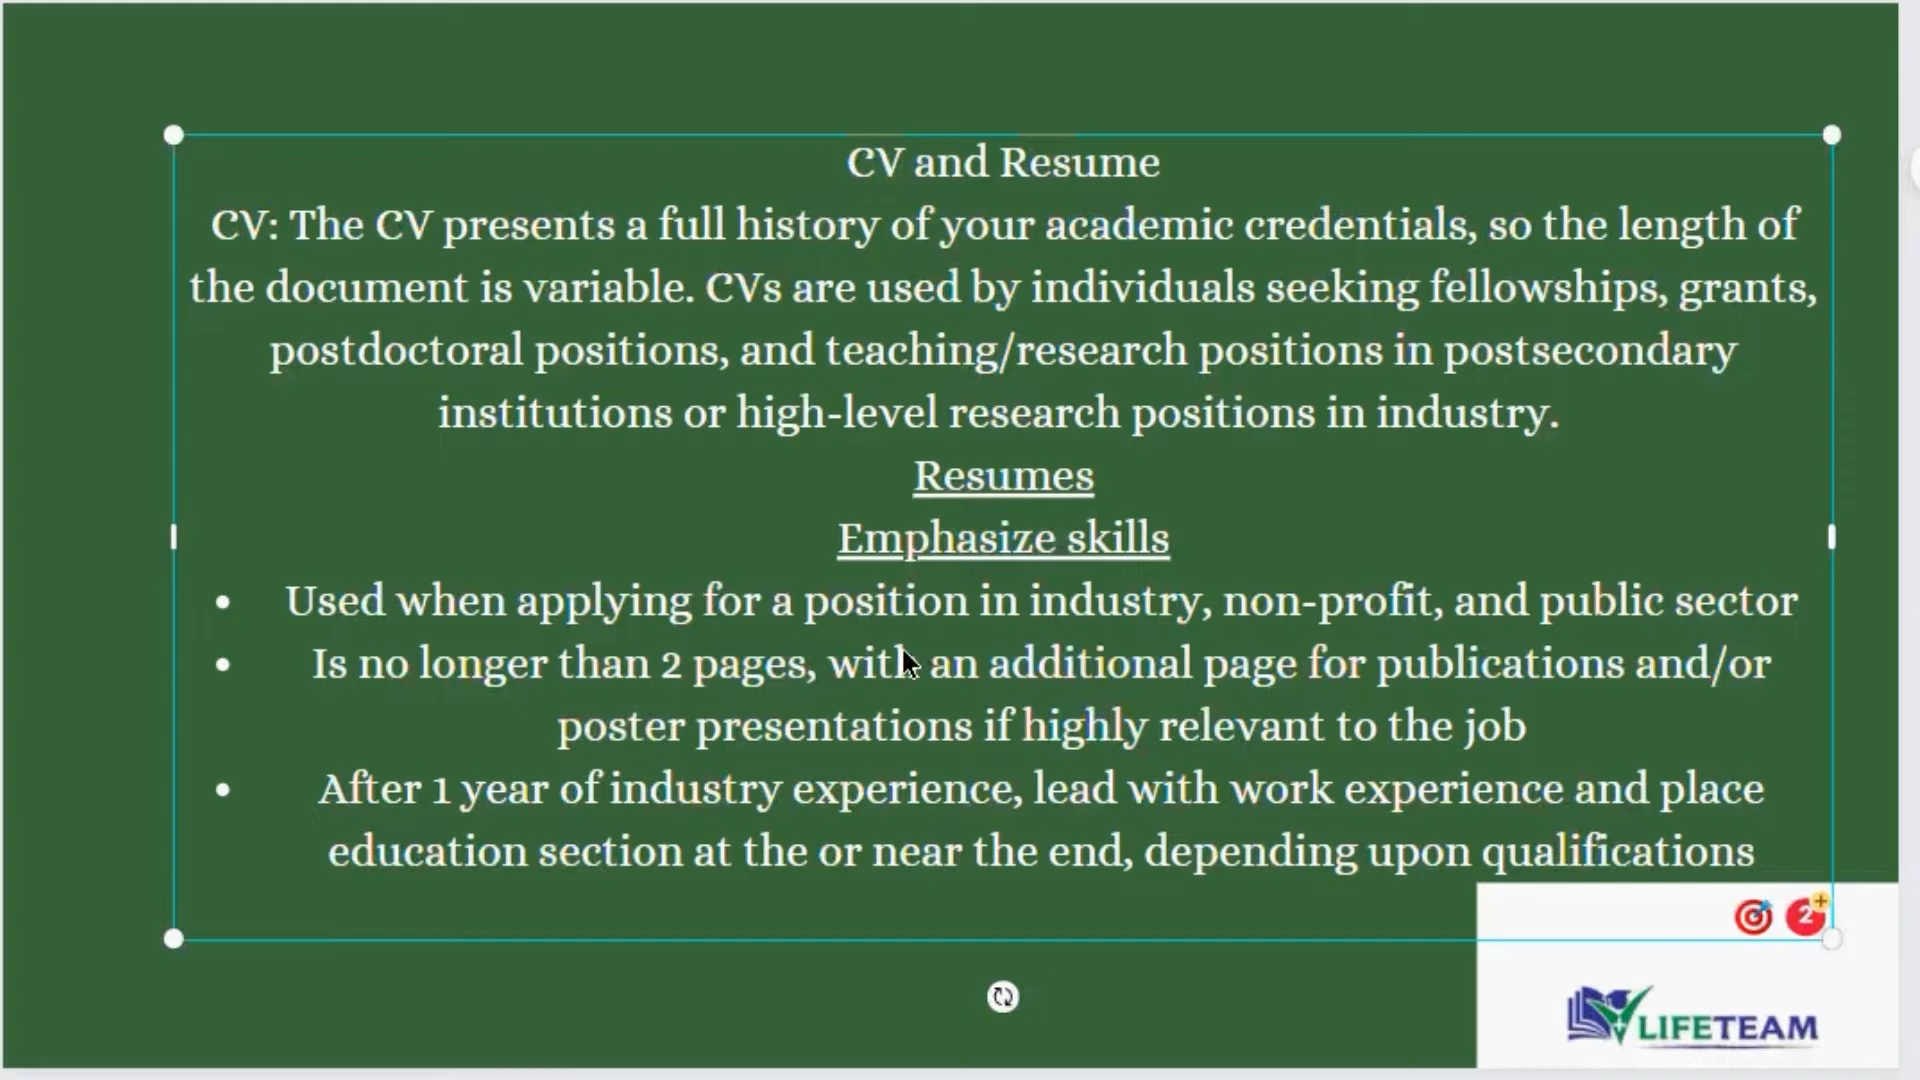 CV and Resume
CV: The CV presents a full history of your academic credentials, so the length of
the document is variable. CVs are used by individuals seeking fellowships, grants,
postdoctoral positions, and teaching/research positions in postsecondary
institutions or high-level research positions in industry.
Resumes
Emphasize skills
• Used when applying for a position in industry, non-profit, and public sector
• Is no longer than 2 pages, with an additional page for publications and/or
poster presentations if highly relevant to the job
• After 1 year of industry experience, lead with work experience and place
education section at the or near the end, depending upon qualifications
2
LIFETEAM